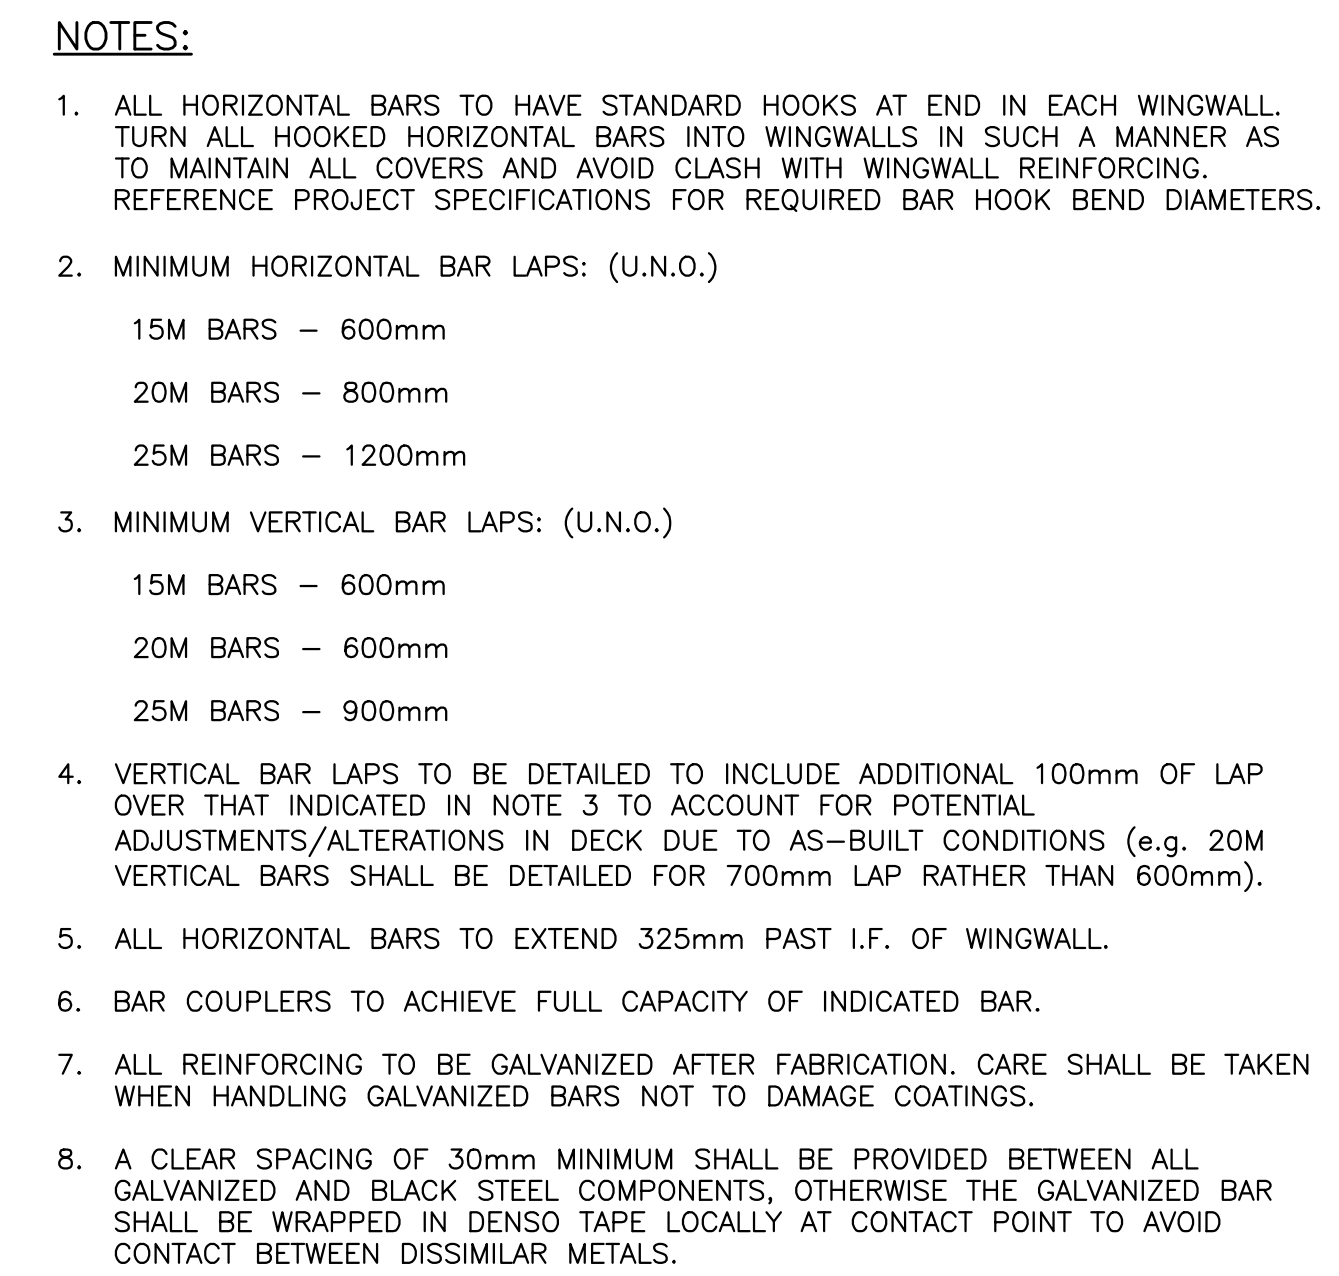 NOTES:
1. ALL HORIZONTAL BARS TO HAVE STANDARD HOOKS AT END IN EACH WINGWALL.
TURN ALL HOOKED HORIZONTAL BARS INTO WINGWALLS IN SUCH A MANNER AS
TO MAINTAIN ALL COVERS AND AVOID CLASH WITH WINGWALL REINFORCING.
REFERENCE PROJECT SPECIFICATIONS FOR REQUIRED BAR HOOK BEND DIAMETERS.
2. MINIMUM HORIZONTAL BAR LAPS: (U.N.O.)
15M BARS – 600mm
20M BARS – 800mm
25M BARS – 1200mm
3. MINIMUM VERTICAL BAR LAPS: (U.N.O.)
15M BARS – 600mm
20M BARS – 600mm
25M BARS – 900mm
4. VERTICAL BAR LAPS TO BE DETAILED TO INCLUDE ADDITIONAL 100mm OF LAP
OVER THAT INDICATED IN NOTE 3 TO ACCOUNT FOR POTENTIAL
ADJUSTMENTS/ALTERATIONS IN DECK DUE TO AS–BUILT CONDITIONS (e.g. 20M
VERTICAL BARS SHALL BE DETAILED FOR 700mm LAP RATHER THAN 600mm).
5. ALL HORIZONTAL BARS TO EXTEND 325mm PAST I.F. OF WINGWALL.
6. BAR COUPLERS TO ACHIEVE FULL CAPACITY OF INDICATED BAR.
7. ALL REINFORCING TO BE GALVANIZED AFTER FABRICATION. CARE SHALL BE TAKEN
WHEN HANDLING GALVANIZED BARS NOT TO DAMAGE COATINGS.
8. A CLEAR SPACING OF 30mm MINIMUM SHALL BE PROVIDED BETWEEN ALL
GALVANIZED AND BLACK STEEL COMPONENTS, OTHERWISE THE GALVANIZED BAR
SHALL BE WRAPPED IN DENSO TAPE LOCALLY AT CONTACT POINT TO AVOID
CONTACT BETWEEN DISSIMILAR METALS.